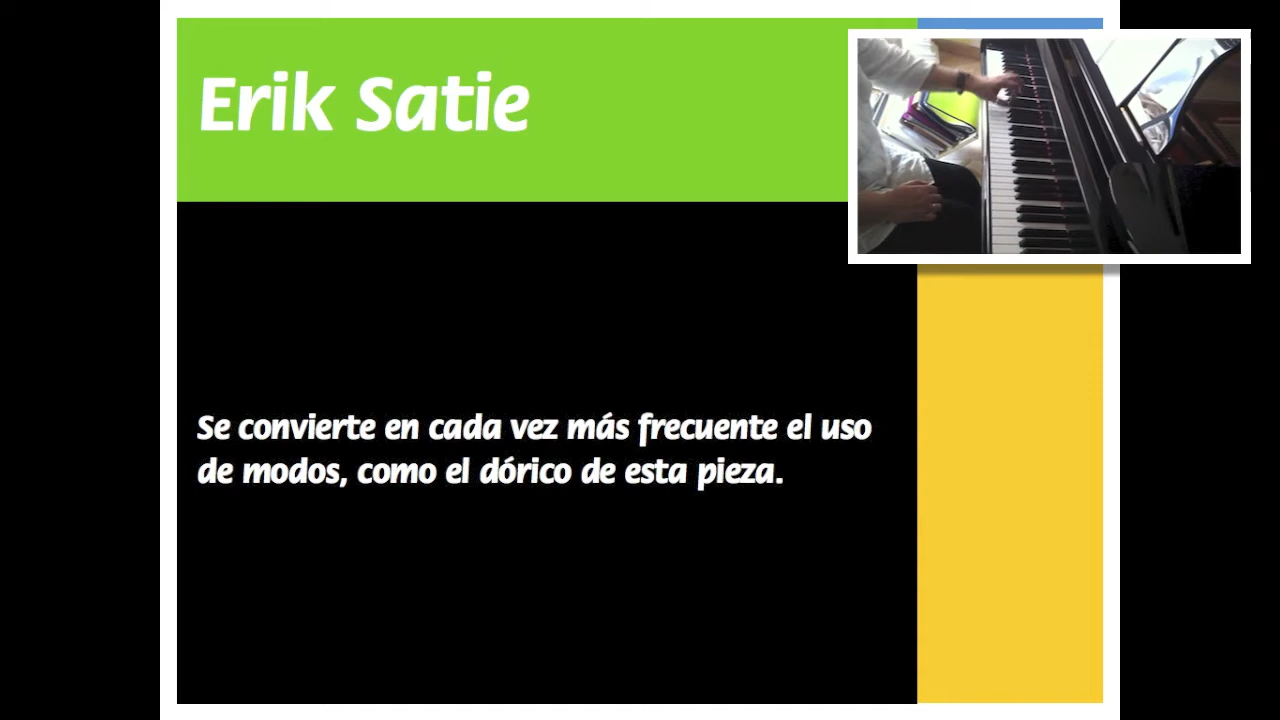 Erik Satie
Se convierte en cada vez más frecuente el uso
de modos, como el dórico de esta pieza.